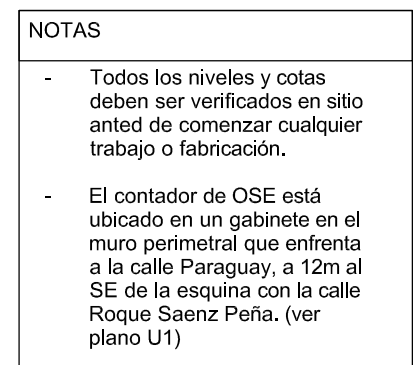 NOTAS
- Todos los niveles y cotas
deben ser verificados en sitio
anted de comenzar cualquier
trabajo o fabricación.
- El contador de OSE está
ubicado en un gabinete en el
muro perimetral que enfrenta
a la calle Paraguay, a 12m al
SE de la esquina con la calle
Roque Saenz Peña. (ver
plano U1)